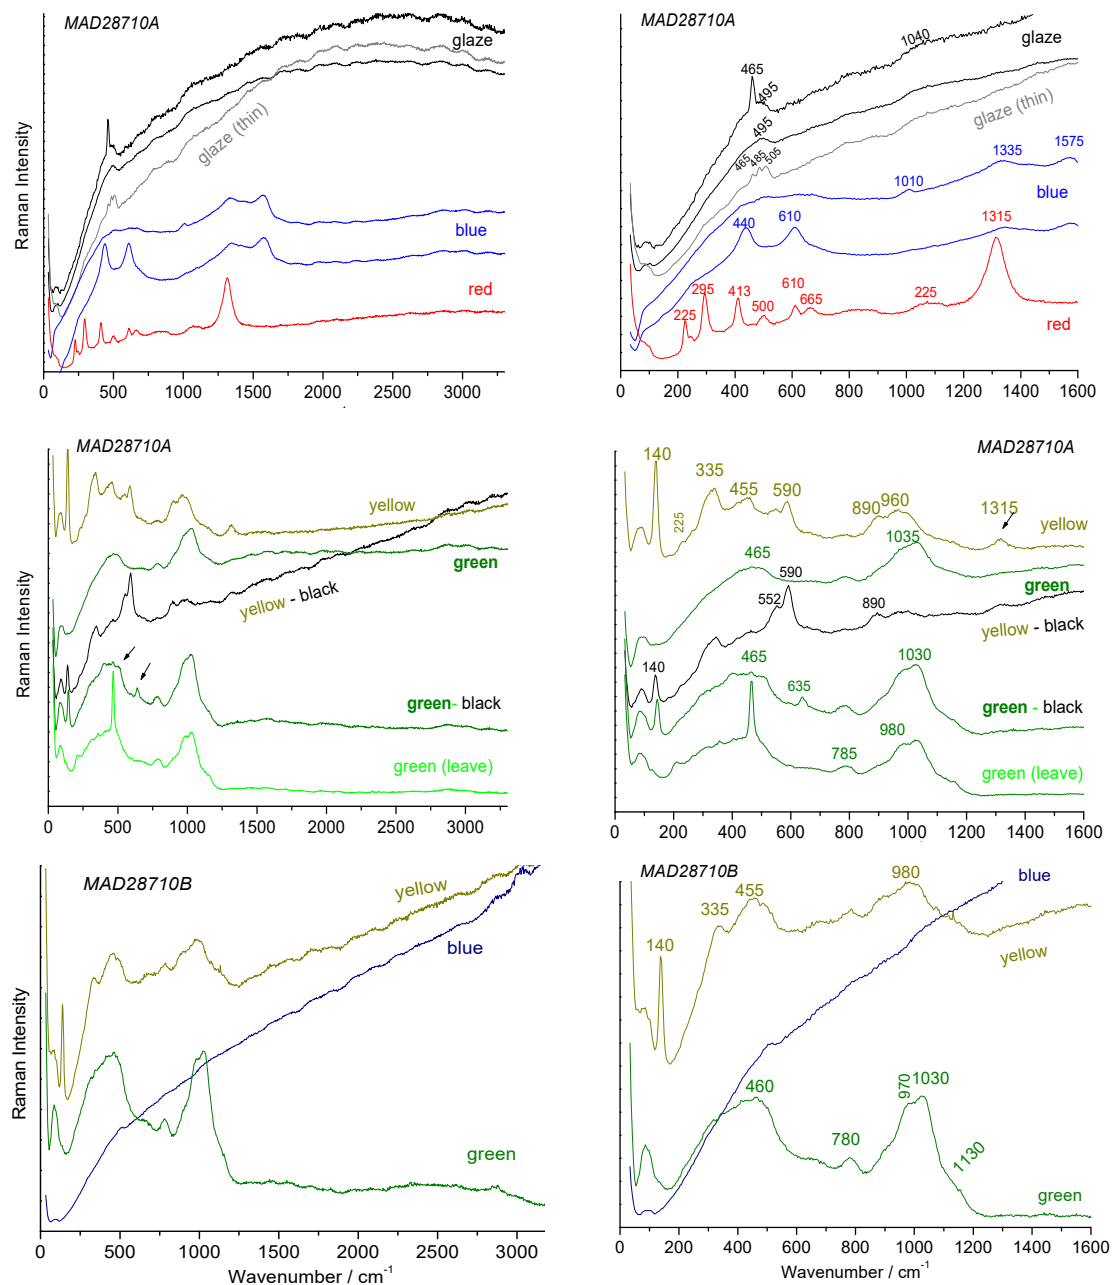 MAD28710A
glaze
glaze (thin)
blue
red
Raman Intensity
0 500 1000 1500 2000 2500 3000
MAD28710A
glaze
1040
465
495
495
glaze (thin)
465 485 505
1335
1575
1010
blue
440
610
1315
225
295
413
500
610
665
225
red
0 200 400 600 800 1000 1200 1400 1600
MAD28710A
yellow
green
yellow - black
green- black
green (leave)
Raman Intensity
0 500 1000 1500 2000 2500 3000
MAD28710A
140
335
225
455
590
890
960
1315
yellow
465
1035
green
590
552
890
yellow - black
140
465
635
1030
green - black
980
785
green (leave)
0 200 400 600 800 1000 1200 1400 1600
MAD28710B
yellow
blue
green
Raman Intensity
0 500 1000 1500 2000 2500 3000
Wavenumber / cm-1
MAD28710B
blue
140
335
455
980
yellow
460
780
970
1030
1130
green
0 200 400 600 800 1000 1200 1400 1600
Wavenumber / cm-1